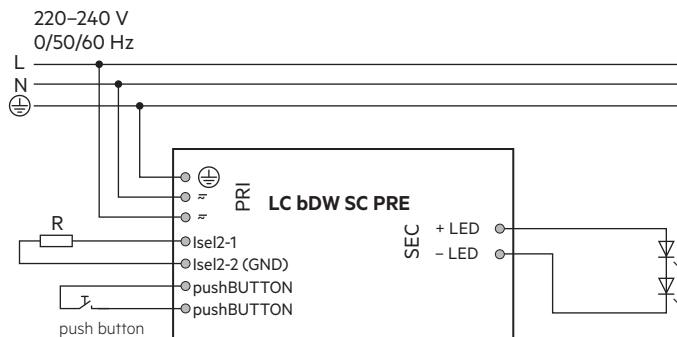 220–240 V
0/50/60 Hz
L
N
PRI
LC bDW SC PRE
R
Isel2-1
Isel2-2 (GND)
pushBUTTON
pushBUTTON
push button
SEC
+ LED
– LED